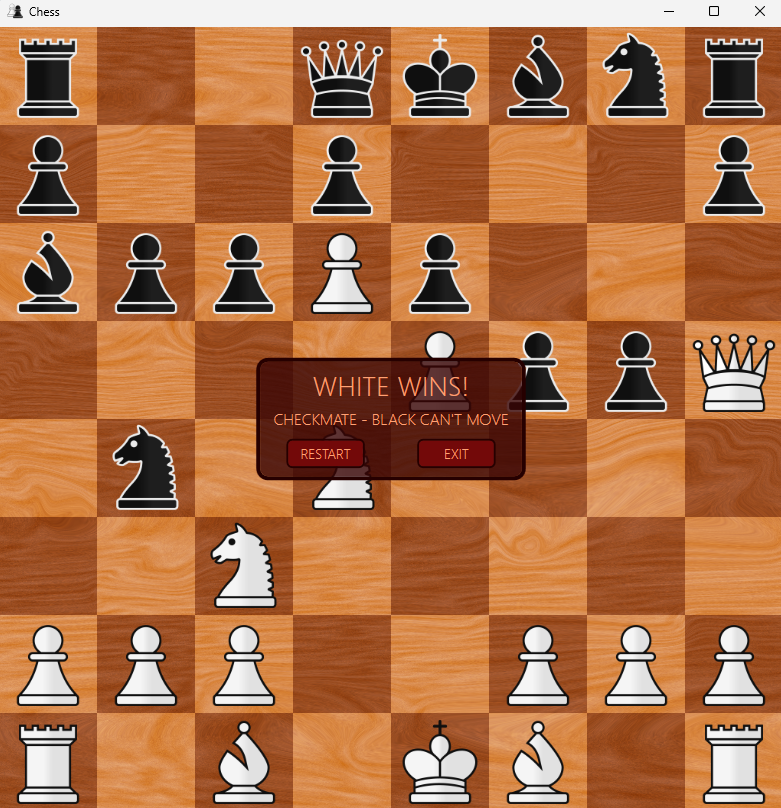 Chess
WHITE WINS!
CHECKMATE - BLACK CAN'T MOVE
RESTART
EXIT